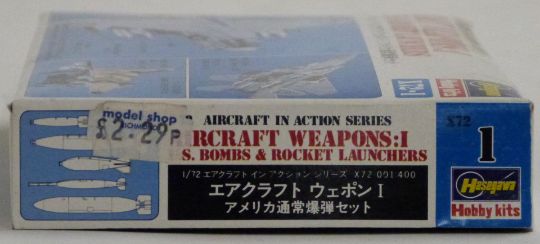 X-72
X72
1
Hasegawa
Hobby kits
AIRCRAFT IN ACTION SERIES
model shop
RICHMOND
£2.29P
RCRAFT WEAPONS:I
S. BOMBS & ROCKET LAUNCHERS
1/72 エアクラフト イン アクション シリーズ X72 001 400
エアクラフト ウェポン I
アメリカ通常爆弾セット